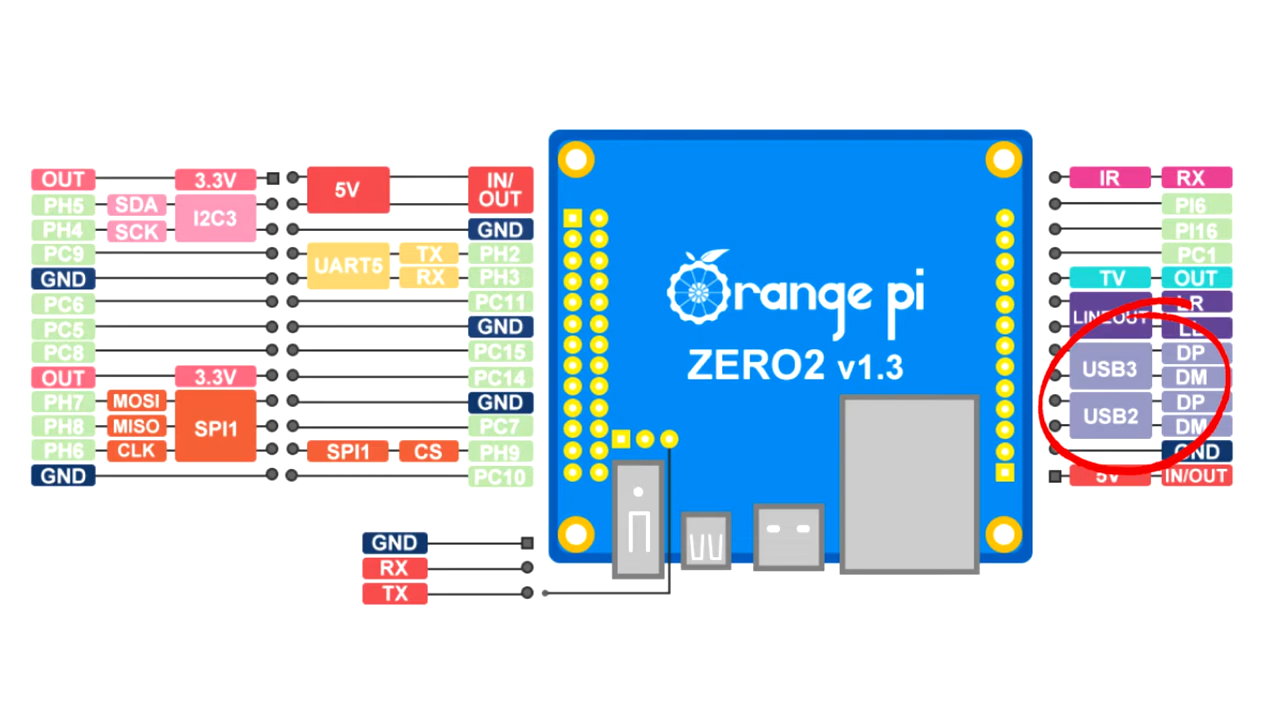 OUT 3.3V 5V IN/OUT
PH5 SDA I2C3
PH4 SCK GND
PC9 UART5 TX PH2
GND RX PH3
PC6 PC11
PC5 GND
PC8 PC15
OUT 3.3V PC14
PH7 MOSI SPI1 GND
PH8 MISO PC7
PH6 CLK SPI1 CS PH9
GND PC10
GND
RX
TX
Orange pi
ZERO2 v1.3
IR RX
PI6
PI16
PC1
TV OUT
LINEOUT LR
LL
USB3 DP
DM
USB2 DP
DM
GND
5V IN/OUT